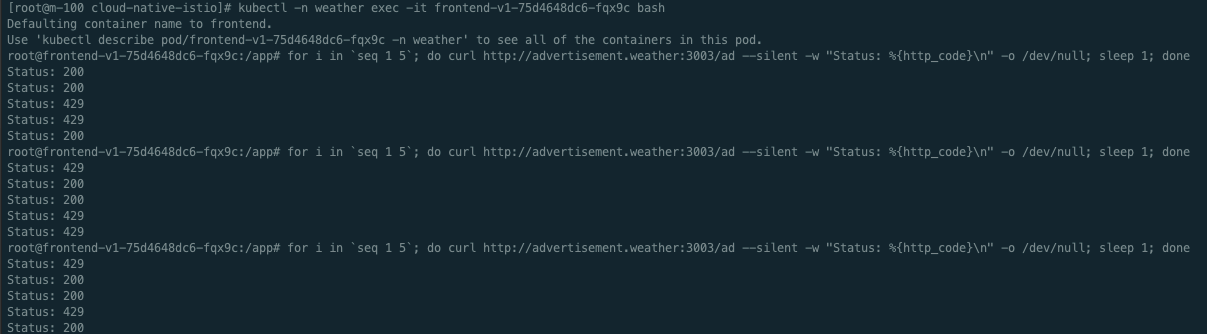 [root@m-100 cloud-native-istio]# kubectl -n weather exec -it frontend-v1-75d4648dc6-fqx9c bash
Defaulting container name to frontend.
Use 'kubectl describe pod/frontend-v1-75d4648dc6-fqx9c -n weather' to see all of the containers in this pod.
root@frontend-v1-75d4648dc6-fqx9c:/app# for i in `seq 1 5`; do curl http://advertisement.weather:3003/ad --silent -w "Status: %{http_code}\n" -o /dev/null; sleep 1; done
Status: 200
Status: 200
Status: 429
Status: 429
Status: 200
root@frontend-v1-75d4648dc6-fqx9c:/app# for i in `seq 1 5`; do curl http://advertisement.weather:3003/ad --silent -w "Status: %{http_code}\n" -o /dev/null; sleep 1; done
Status: 429
Status: 200
Status: 200
Status: 429
Status: 429
root@frontend-v1-75d4648dc6-fqx9c:/app# for i in `seq 1 5`; do curl http://advertisement.weather:3003/ad --silent -w "Status: %{http_code}\n" -o /dev/null; sleep 1; done
Status: 429
Status: 200
Status: 200
Status: 429
Status: 200